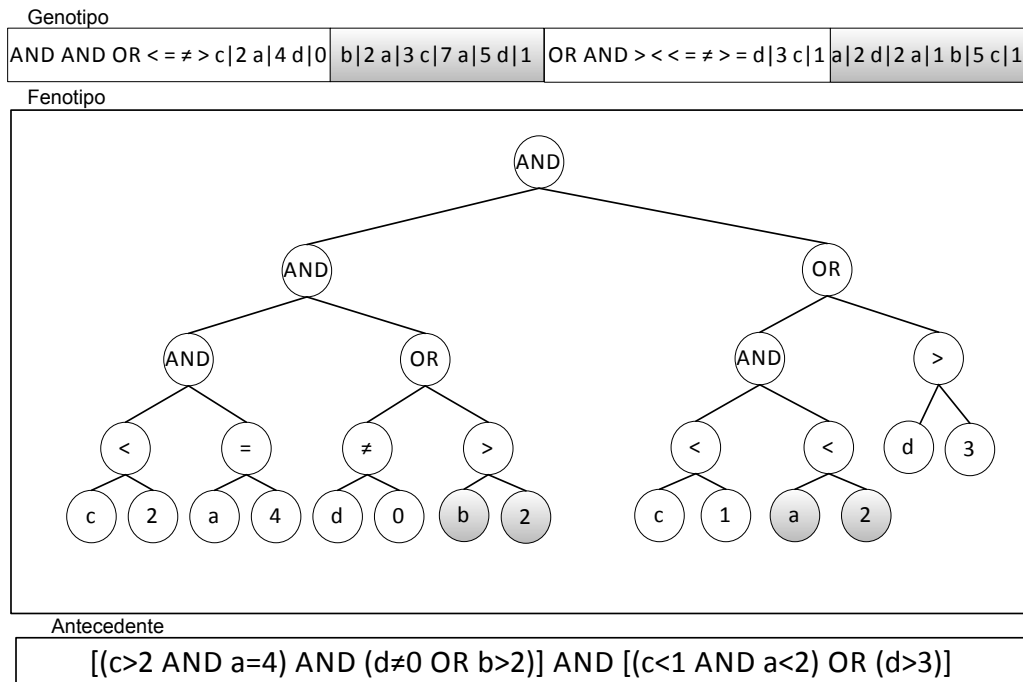 Genotipo
AND AND OR < = ≠ > c|2 a|4 d|0 b|2 a|3 c|7 a|5 d|1 OR AND > < < = ≠ > = d|3 c|1 a|2 d|2 a|1 b|5 c|1
Fenotipo
AND
AND OR
AND OR AND >
< = ≠ > < < d 3
c 2 a 4 d 0 b 2 c 1 a 2
Antecedente
[(c>2 AND a=4) AND (d≠0 OR b>2)] AND [(c<1 AND a<2) OR (d>3)]